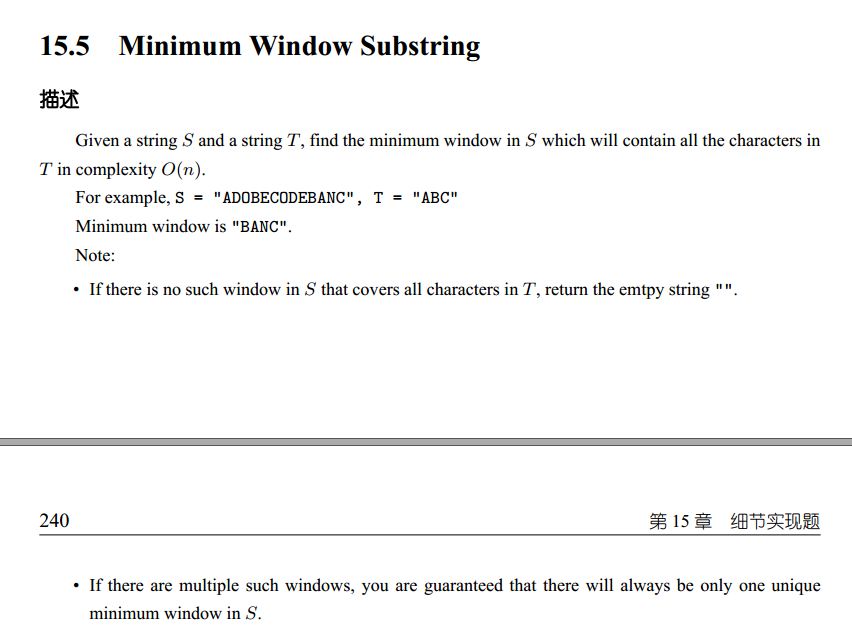 15.5 Minimum Window Substring
描述
Given a string S and a string T, find the minimum window in S which will contain all the characters in
T in complexity O(n).
For example, S = "ADOBECODEBANC", T = "ABC"
Minimum window is "BANC".
Note:
• If there is no such window in S that covers all characters in T, return the emtpy string "".
240 第 15 章 细节实现题
• If there are multiple such windows, you are guaranteed that there will always be only one unique
minimum window in S.